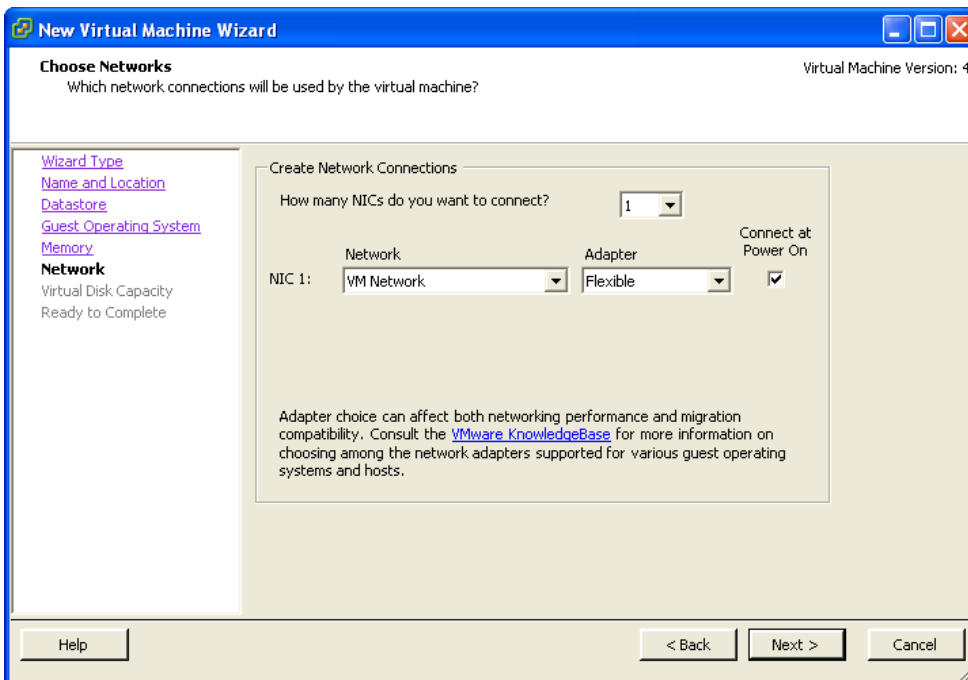 New Virtual Machine Wizard
Choose Networks
Virtual Machine Version: 4
Which network connections will be used by the virtual machine?
Wizard Type
Name and Location
Datastore
Guest Operating System
Memory
Network
Virtual Disk Capacity
Ready to Complete
Create Network Connections
How many NICs do you want to connect?
1
Network
Adapter
Connect at
Power On
NIC 1:
VM Network
Flexible
Adapter choice can affect both networking performance and migration
compatibility. Consult the VMware KnowledgeBase for more information on
choosing among the network adapters supported for various guest operating
systems and hosts.
Help
< Back
Next >
Cancel